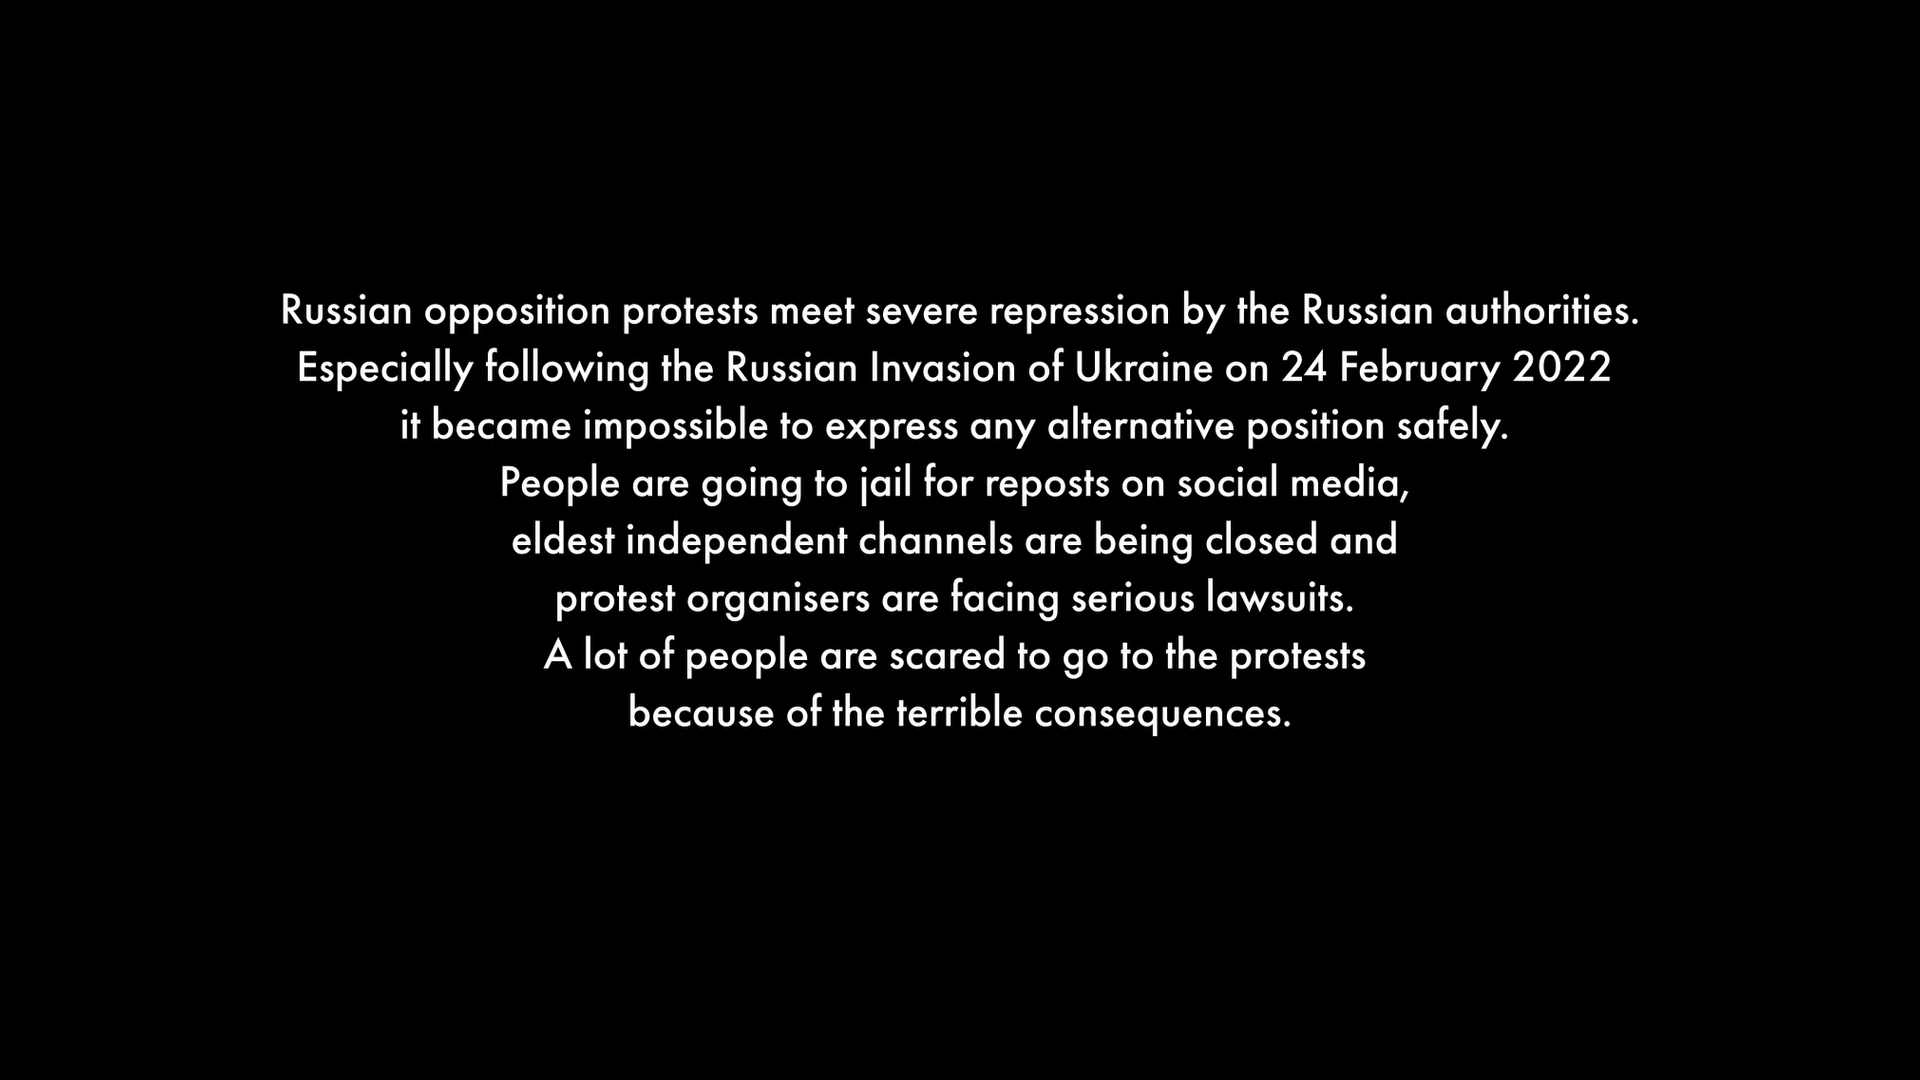 Russian opposition protests meet severe repression by the Russian authorities.
Especially following the Russian Invasion of Ukraine on 24 February 2022
it became impossible to express any alternative position safely.
People are going to jail for reposts on social media,
eldest independent channels are being closed and
protest organisers are facing serious lawsuits.
A lot of people are scared to go to the protests
because of the terrible consequences.